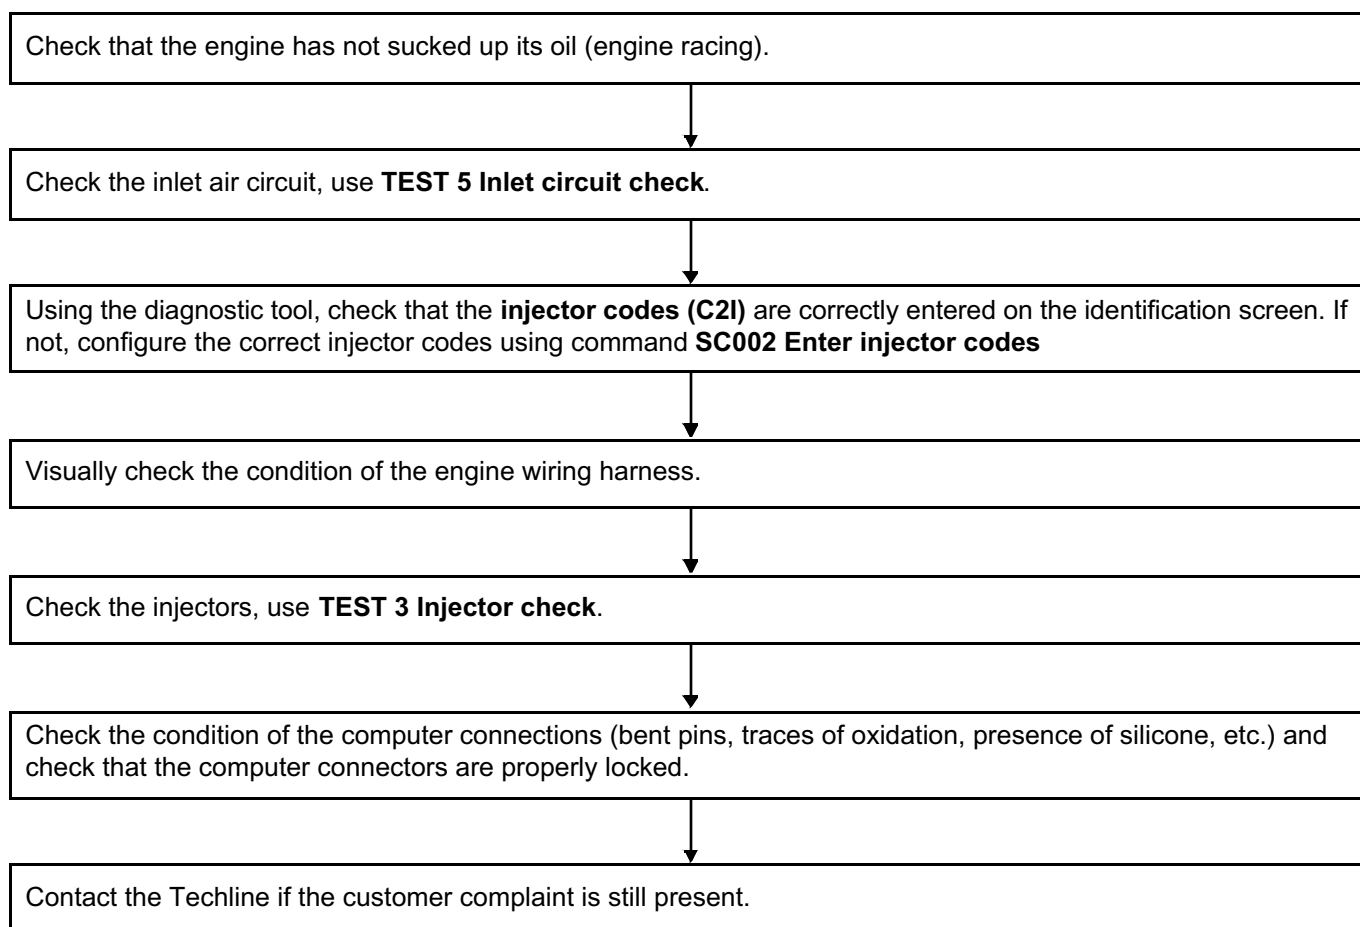 Check that the engine has not sucked up its oil (engine racing).
Check the inlet air circuit, use TEST 5 Inlet circuit check.
Using the diagnostic tool, check that the injector codes (C2I) are correctly entered on the identification screen. If
not, configure the correct injector codes using command SC002 Enter injector codes
Visually check the condition of the engine wiring harness.
Check the injectors, use TEST 3 Injector check.
Check the condition of the computer connections (bent pins, traces of oxidation, presence of silicone, etc.) and
check that the computer connectors are properly locked.
Contact the Techline if the customer complaint is still present.